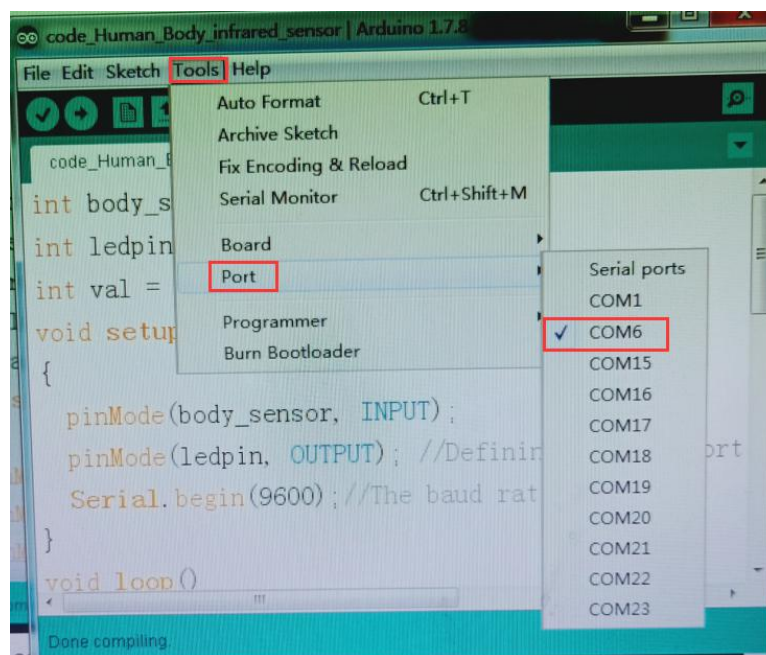 code_Human_Body_infrared_sensor | Arduino 1.7.8
File Edit Sketch Tools Help
Auto Format Ctrl+T
Archive Sketch
Fix Encoding & Reload
Serial Monitor Ctrl+Shift+M
Board
Port
Programmer
Burn Bootloader
Serial ports
COM1
COM6
COM15
COM16
COM17
COM18
COM19
COM20
COM21
COM22
COM23
code_Human_
int body_s
int ledpin
int val =
void setup
{
pinMode(body_sensor, INPUT);
pinMode(ledpin, OUTPUT); //Definin ort
Serial.begin(9600);//The baud rat
}
void loop()
Done compiling.